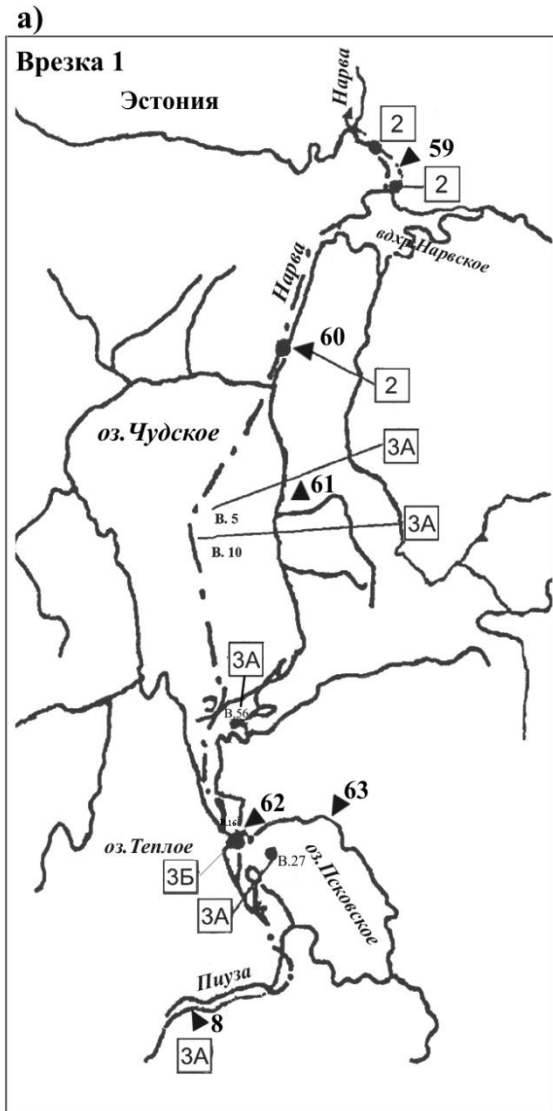 а)
Врезка 1
Эстония
Нарва
2
59
2
вдхр.Нарвское
Нарва
60
2
оз.Чудское
3А
61
В. 5
3А
В. 10
3А
В.56
62
63
В.16
оз.Теплое
В.27
3Б
оз.Псковское
3А
Пиуза
8
3А